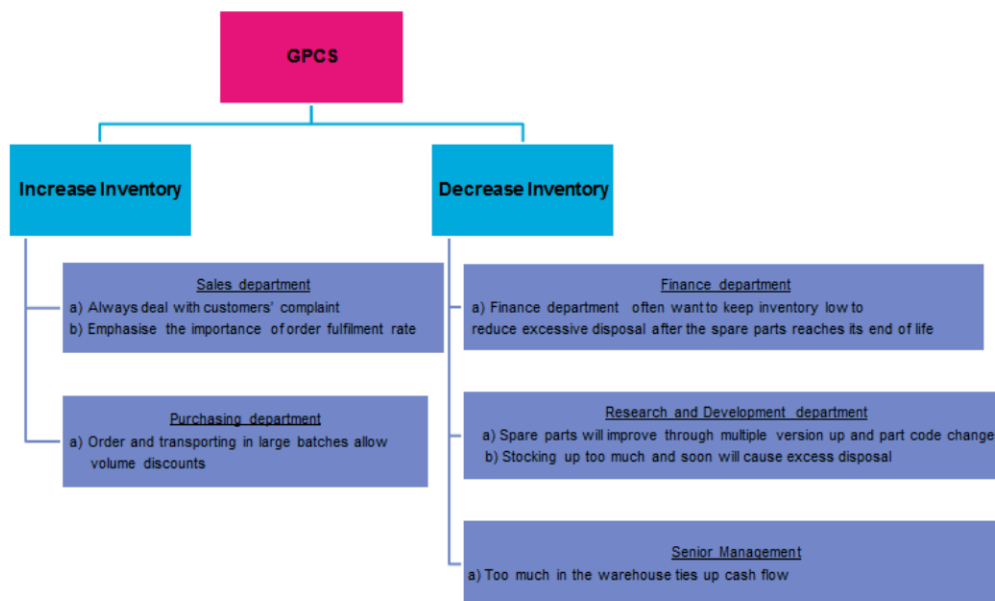 GPCS
Increase Inventory
Decrease Inventory
Sales department
a) Always deal with customers' complaint
b) Emphasise the importance of order fulfilment rate
Purchasing department
a) Order and transporting in large batches allow
volume discounts
Finance department
a) Finance department often want to keep inventory low to
reduce excessive disposal after the spare parts reaches its end of life
Research and Development department
a) Spare parts will improve through multiple version up and part code change
b) Stocking up too much and soon will cause excess disposal
Senior Management
a) Too much in the warehouse ties up cash flow